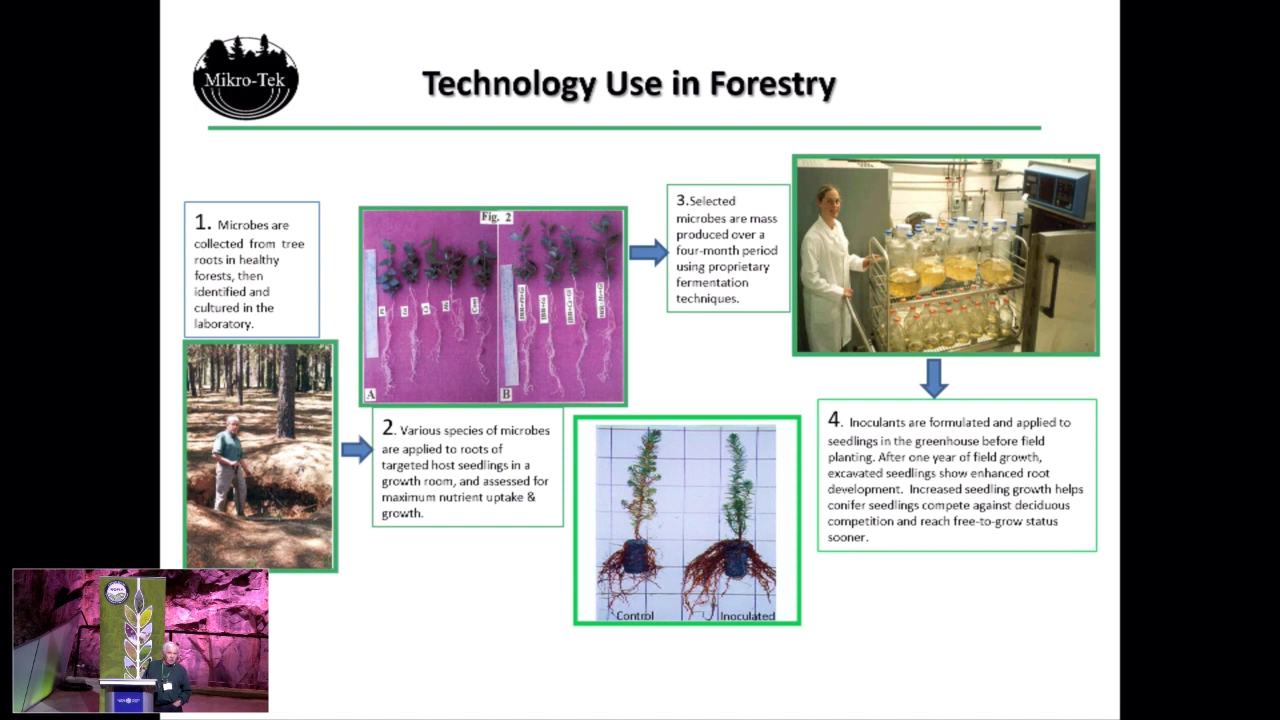 Mikro-Tek
Technology Use in Forestry
1. Microbes are
collected from tree
roots in healthy
forests, then
identified and
cultured in the
laboratory.
Fig. 2
A
B
2. Various species of microbes
are applied to roots of
targeted host seedlings in a
growth room, and assessed for
maximum nutrient uptake &
growth.
3.Selected
microbes are mass
produced over a
four-month period
using proprietary
fermentation
techniques.
4. Inoculants are formulated and applied to
seedlings in the greenhouse before field
planting. After one year of field growth,
excavated seedlings show enhanced root
development. Increased seedling growth helps
conifer seedlings compete against deciduous
competition and reach free-to-grow status
sooner.
Control
Inoculated